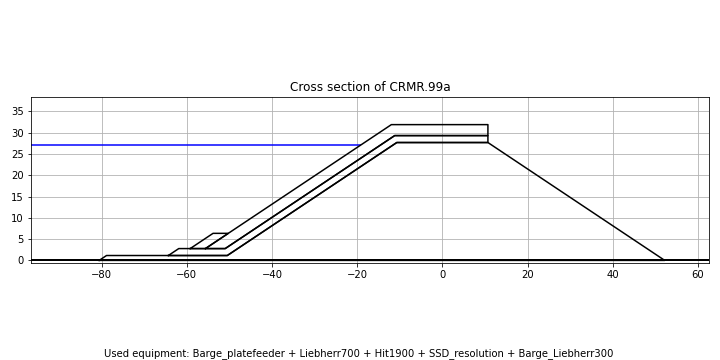 Cross section of CRMR.99a
35
30
25
20
15
10
5
0
−80 −60 −40 −20 0 20 40 60
Used equipment: Barge_platefeeder + Liebherr700 + Hit1900 + SSD_resolution + Barge_Liebherr300